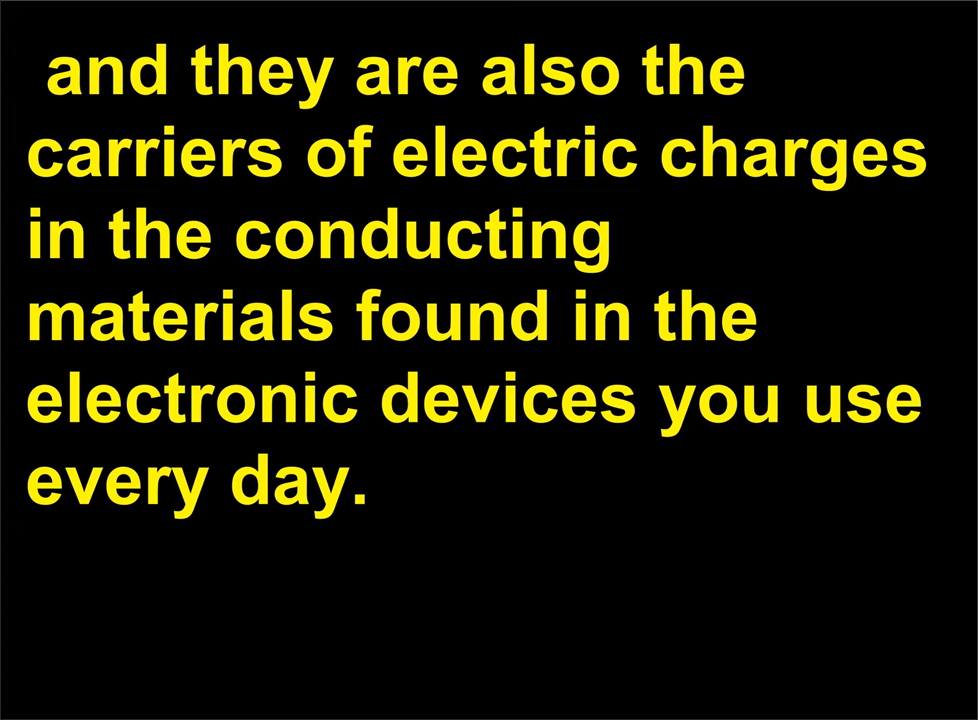 and they are also the
carriers of electric charges
in the conducting
materials found in the
electronic devices you use
every day.